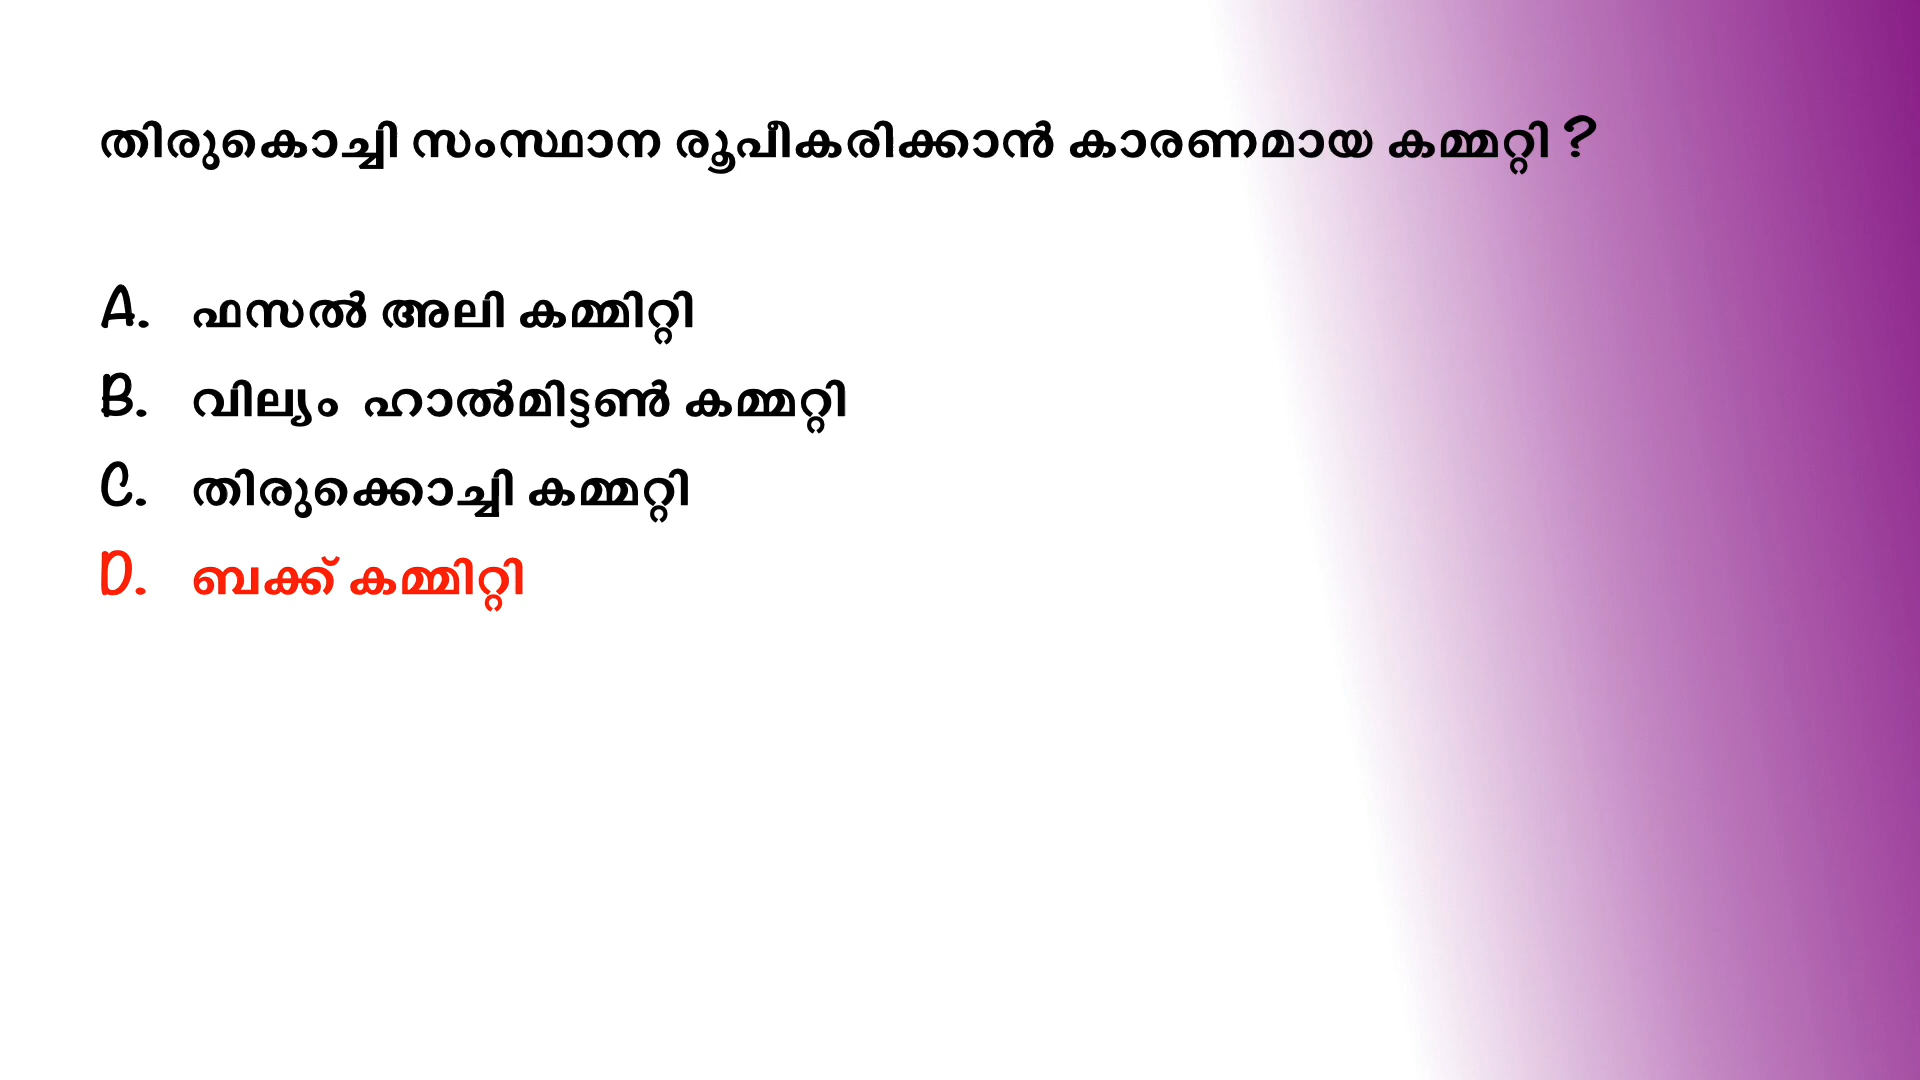 തിരുകൊച്ചി സംസ്ഥാന രൂപീകരിക്കാൻ കാരണമായ കമ്മറ്റി ?
A. ഫസൽ അലി കമ്മിറ്റി
B. വില്യം ഹാൽമിട്ടൺ കമ്മറ്റി
C. തിരുക്കൊച്ചി കമ്മറ്റി
D. ബക്ക് കമ്മിറ്റി